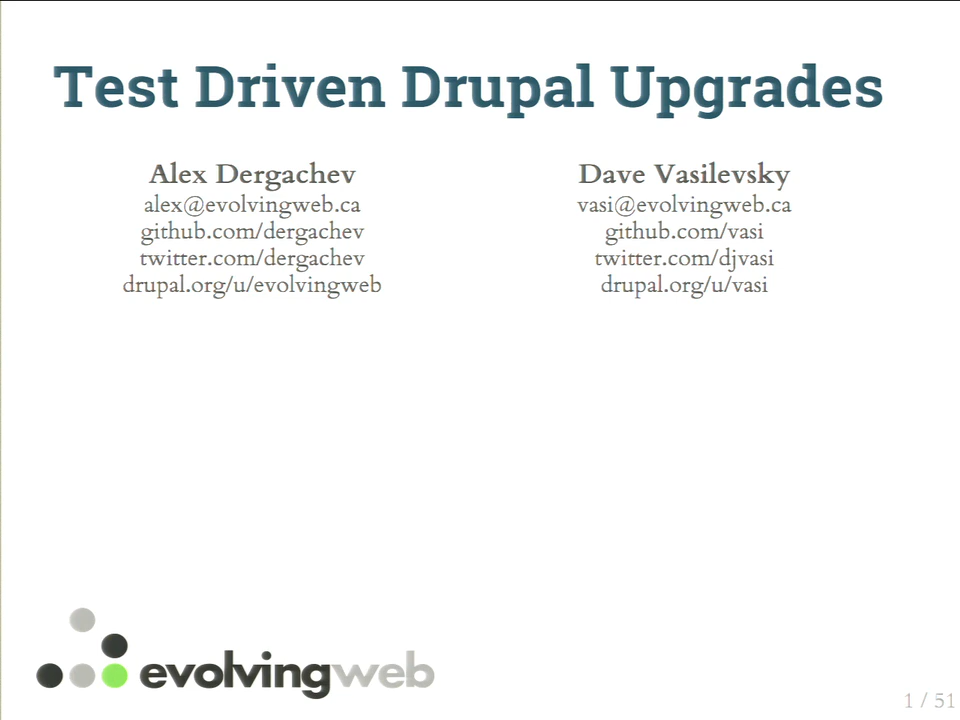 Test Driven Drupal Upgrades
Alex Dergachev
alex@evolvingweb.ca
github.com/dergachev
twitter.com/dergachev
drupal.org/u/evolvingweb
Dave Vasilevsky
vasi@evolvingweb.ca
github.com/vasi
twitter.com/djvasi
drupal.org/u/vasi
evolvingweb
1 / 51